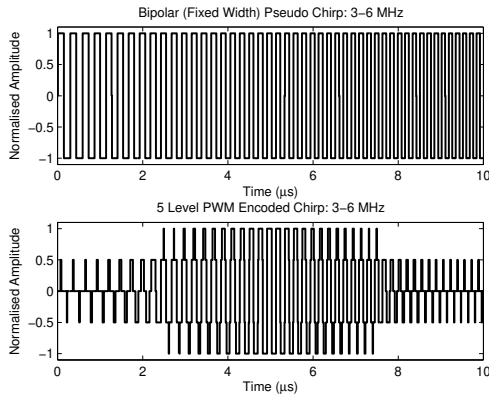 Bipolar (Fixed Width) Pseudo Chirp: 3−6 MHz
1
0.5
0
−0.5
−1
Normalised Amplitude
0 2 4 6 8 10
Time (μs)
5 Level PWM Encoded Chirp: 3−6 MHz
1
0.5
0
−0.5
−1
Normalised Amplitude
0 2 4 6 8 10
Time (μs)